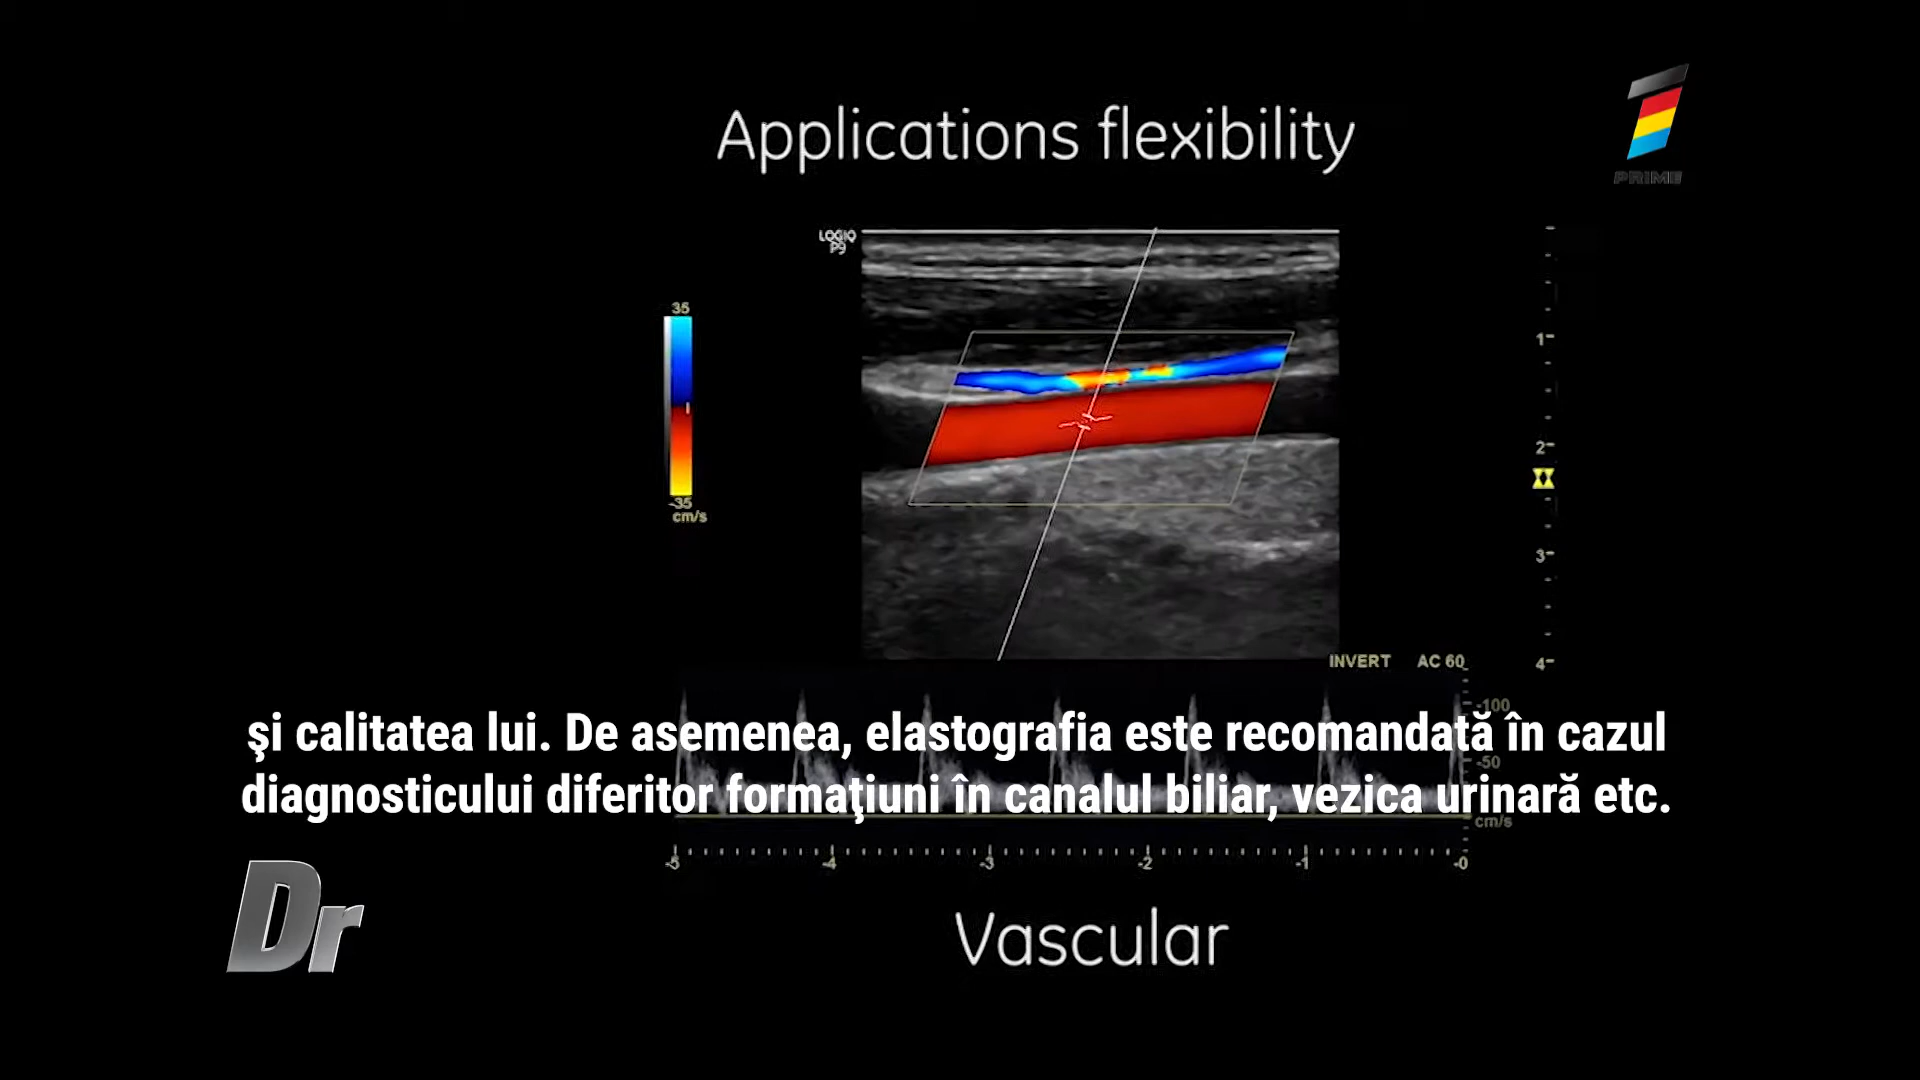 Applications flexibility
PRIME
LOGIQ
P9
35
-35
cm/s
1
2
3
4
INVERT AC 60
-100
şi calitatea lui. De asemenea, elastografia este recomandată în cazul
-50
diagnosticului diferitor formaţiuni în canalul biliar, vezica urinară etc.
cm/s
-5 -4 -3 -2 -1 -0
Dr
Vascular